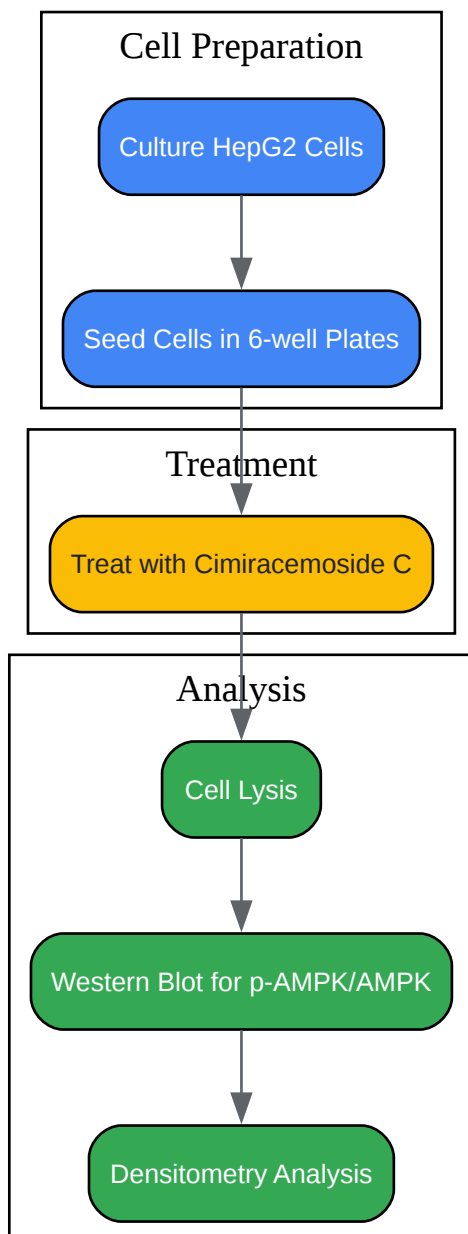 Cell Preparation
Culture HepG2 Cells
Seed Cells in 6-well Plates
Treatment
Treat with Cimiracemoside C
Analysis
Cell Lysis
Western Blot for p-AMPK/AMPK
Densitometry Analysis